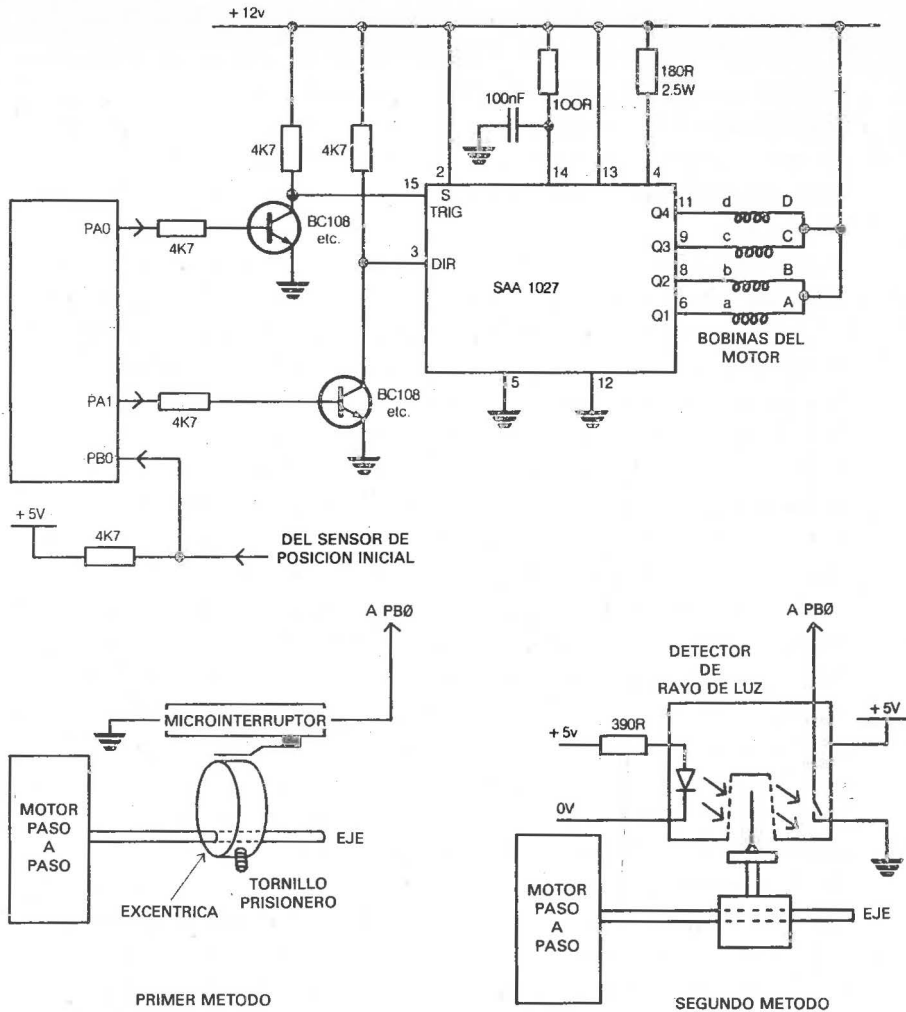 + 12v
180R
2.5W
100R
100nF
4K7
4K7
2
14
13
4
15
S
TRIG
PA0
4K7
BC108
etc.
3
DIR
SAA 1027
Q4
11
d
D
Q3
9
c
C
Q2
8
b
B
Q1
6
a
A
BOBINAS DEL
MOTOR
5
12
PA1
4K7
BC108
etc.
PB0
+ 5V
4K7
DEL SENSOR DE
POSICION INICIAL
A PBØ
MICROINTERRUPTOR
MOTOR
PASO
A
PASO
EJE
TORNILLO
PRISIONERO
EXCENTRICA
PRIMER METODO
A PBØ
DETECTOR
DE
RAYO DE LUZ
+ 5V
+ 5v
390R
0V
MOTOR
PASO
A
PASO
EJE
SEGUNDO METODO